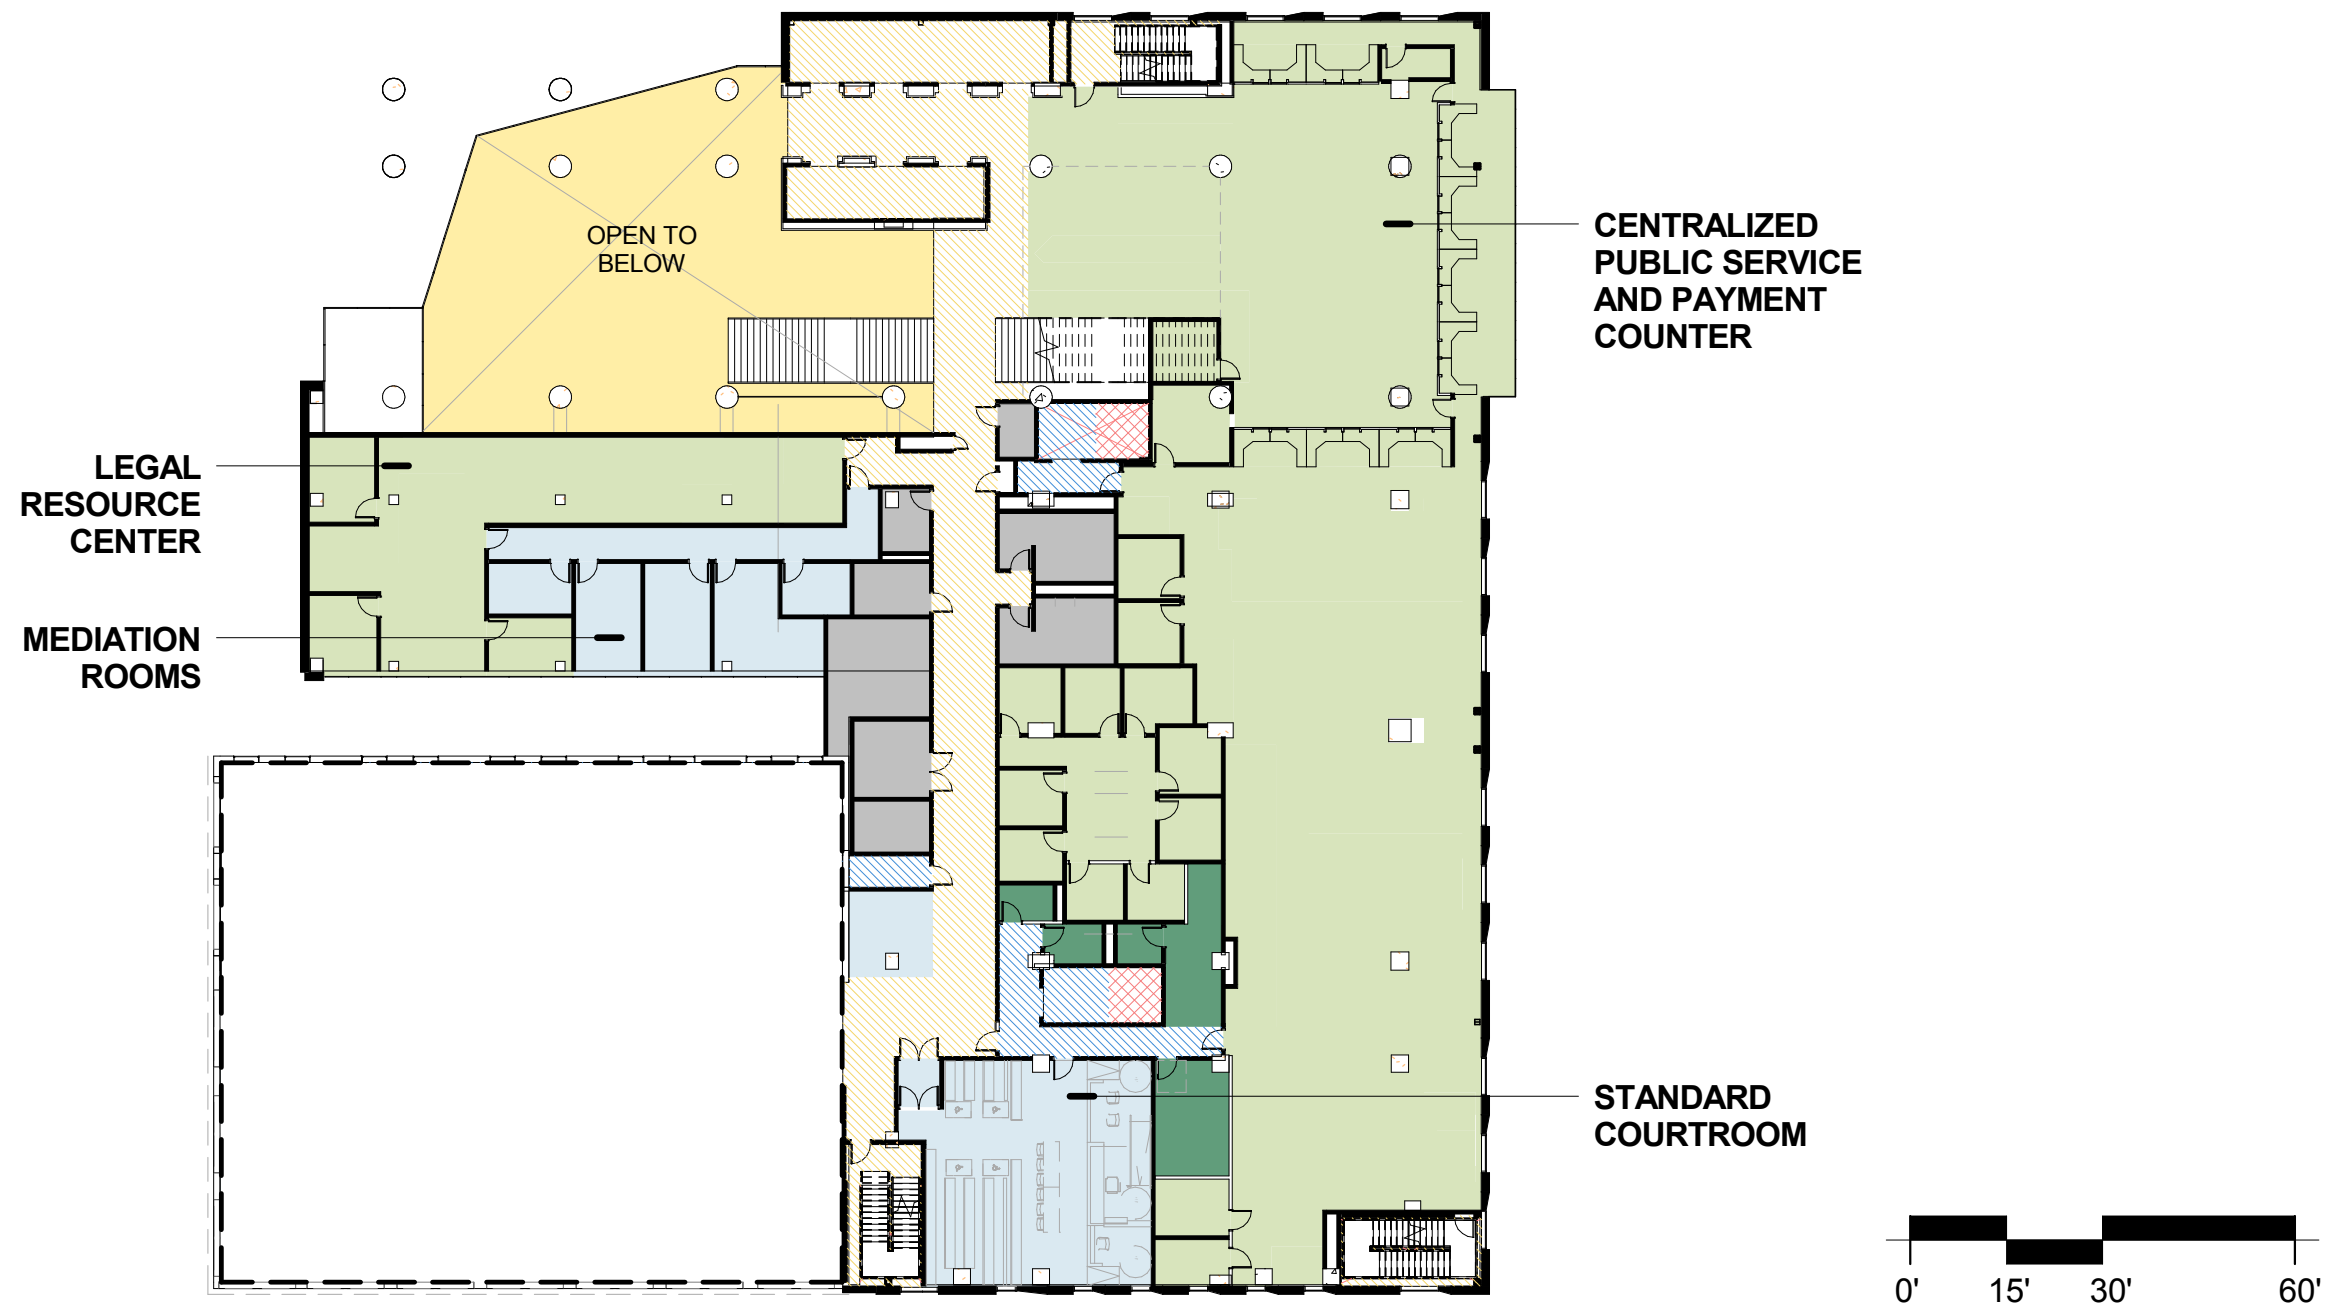 OPEN TO
BELOW
CENTRALIZED
PUBLIC SERVICE
AND PAYMENT
COUNTER
LEGAL
RESOURCE
CENTER
MEDIATION
ROOMS
STANDARD
COURTROOM
0' 15' 30' 60'